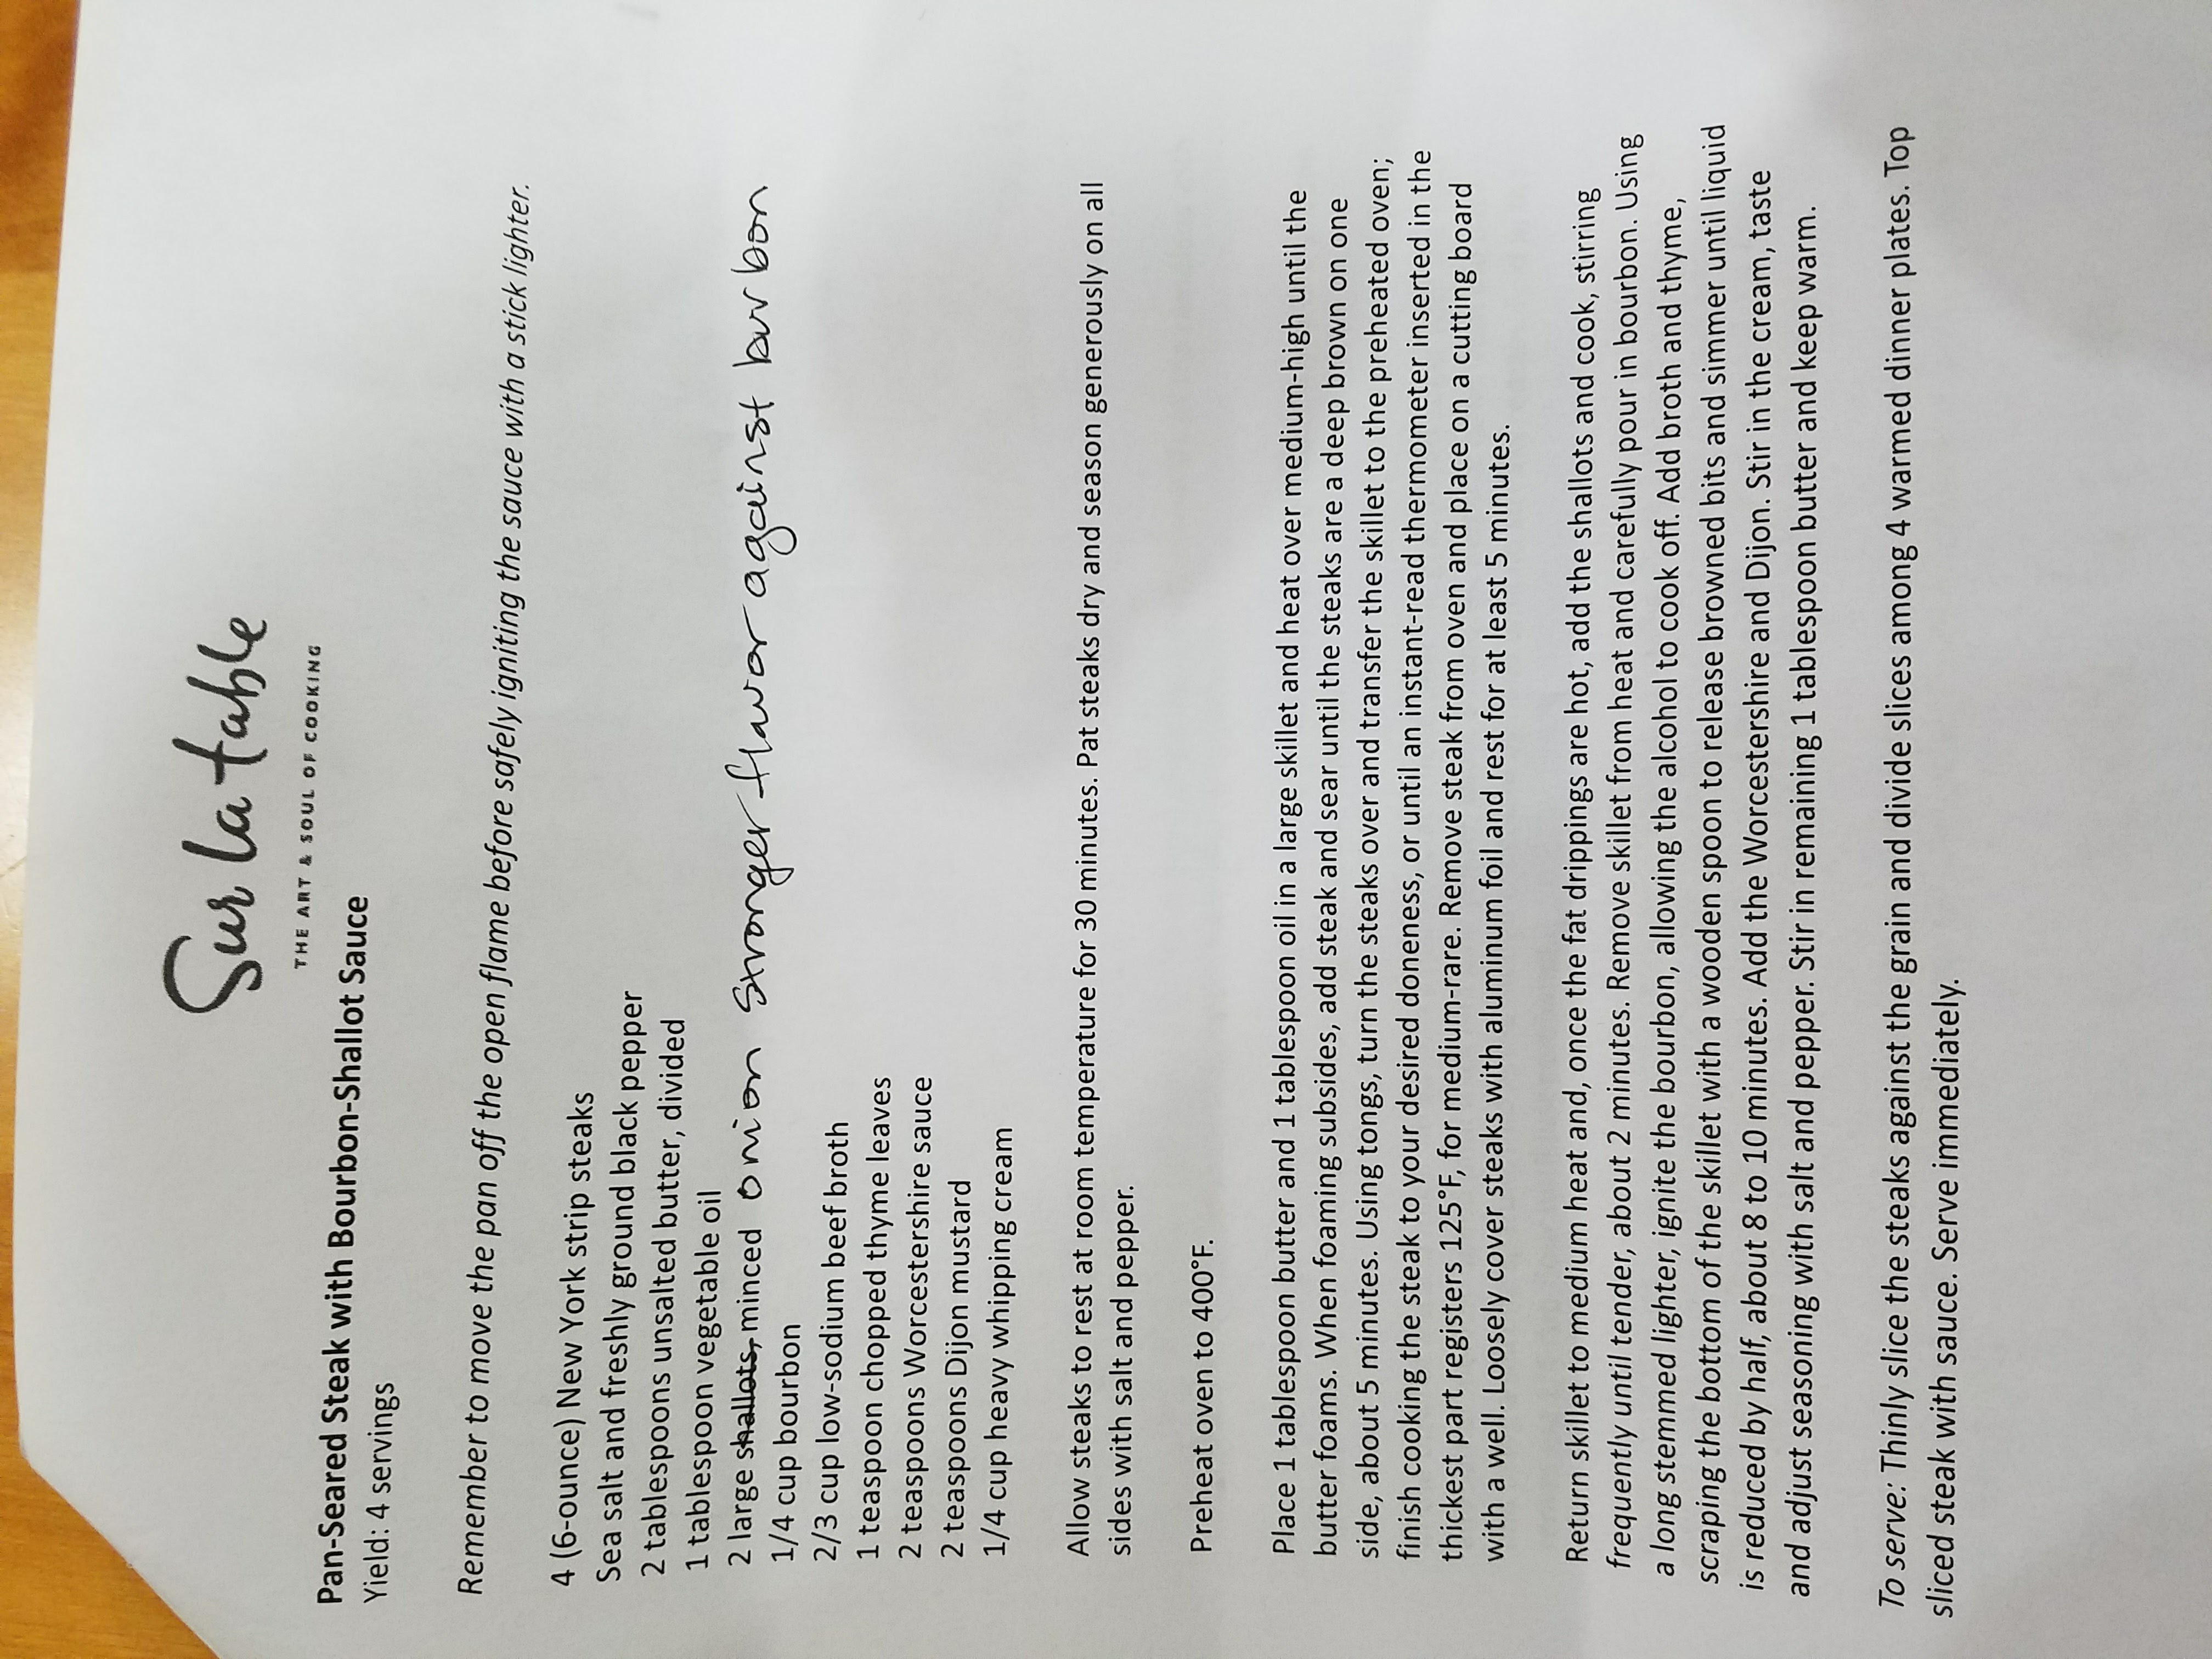 Sur la table
THE ART & SOUL OF COOKING
Pan-Seared Steak with Bourbon-Shallot Sauce
Yield: 4 servings
Remember to move the pan off the open flame before safely igniting the sauce with a stick lighter.
4 (6-ounce) New York strip steaks
Sea salt and freshly ground black pepper
2 tablespoons unsalted butter, divided
1 tablespoon vegetable oil
2 large shallots, minced onion stronger flavor against burbon
1/4 cup bourbon
2/3 cup low-sodium beef broth
1 teaspoon chopped thyme leaves
2 teaspoons Worcestershire sauce
2 teaspoons Dijon mustard
1/4 cup heavy whipping cream
Allow steaks to rest at room temperature for 30 minutes. Pat steaks dry and season generously on all
sides with salt and pepper.
Preheat oven to 400°F.
Place 1 tablespoon butter and 1 tablespoon oil in a large skillet and heat over medium-high until the
butter foams. When foaming subsides, add steak and sear until the steaks are a deep brown on one
side, about 5 minutes. Using tongs, turn the steaks over and transfer the skillet to the preheated oven;
finish cooking the steak to your desired doneness, or until an instant-read thermometer inserted in the
thickest part registers 125°F, for medium-rare. Remove steak from oven and place on a cutting board
with a well. Loosely cover steaks with aluminum foil and rest for at least 5 minutes.
Return skillet to medium heat and, once the fat drippings are hot, add the shallots and cook, stirring
frequently until tender, about 2 minutes. Remove skillet from heat and carefully pour in bourbon. Using
a long stemmed lighter, ignite the bourbon, allowing the alcohol to cook off. Add broth and thyme,
scraping the bottom of the skillet with a wooden spoon to release browned bits and simmer until liquid
is reduced by half, about 8 to 10 minutes. Add the Worcestershire and Dijon. Stir in the cream, taste
and adjust seasoning with salt and pepper. Stir in remaining 1 tablespoon butter and keep warm.
To serve: Thinly slice the steaks against the grain and divide slices among 4 warmed dinner plates. Top
sliced steak with sauce. Serve immediately.